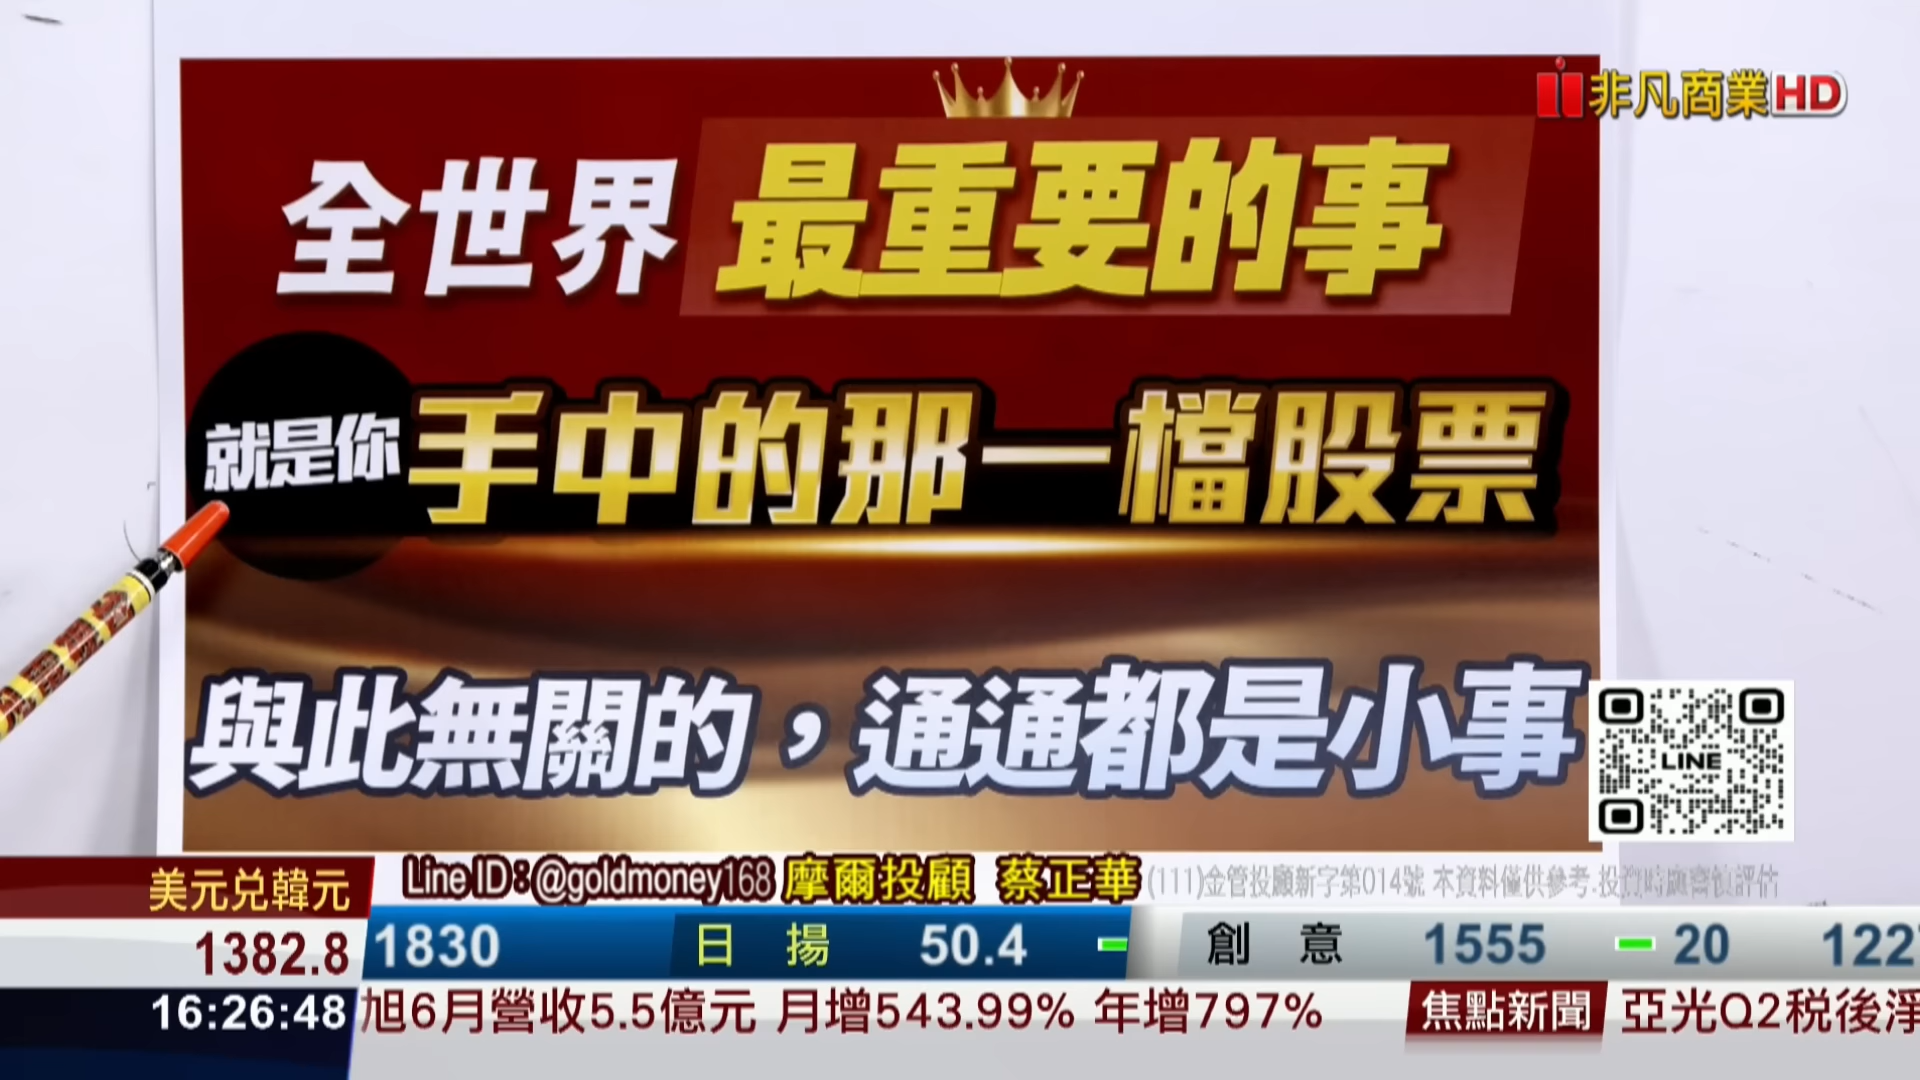 非凡商業HD
全世界 最重要的事
就是你手中的那一檔股票
與此無關的，通通都是小事
LINE
Line ID：@goldmoney168 摩爾投顧 蔡正華 (111)金管投顧新字第014號 本資料僅供參考.投資時應審慎評估
美元兌韓元
1382.8
1830 日揚 50.4 創意 1555 20 122
16:26:48
旭6月營收5.5億元 月增543.99% 年增797% 焦點新聞 亞光Q2稅後淨